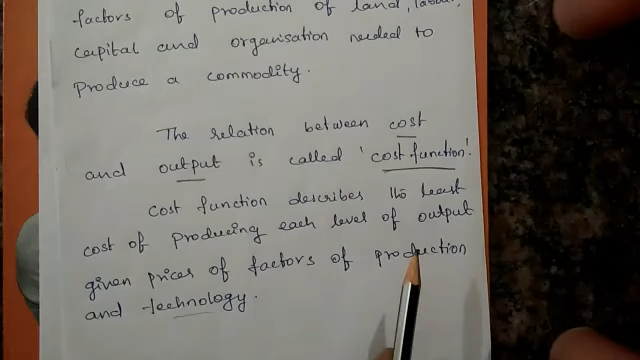 factors of production of land, labour,
capital and organisation needed to
produce a commodity.
The relation between cost
and output is called 'cost function'.
Cost function describes the least
cost of producing each level of output
given prices of factors of production
and technology.